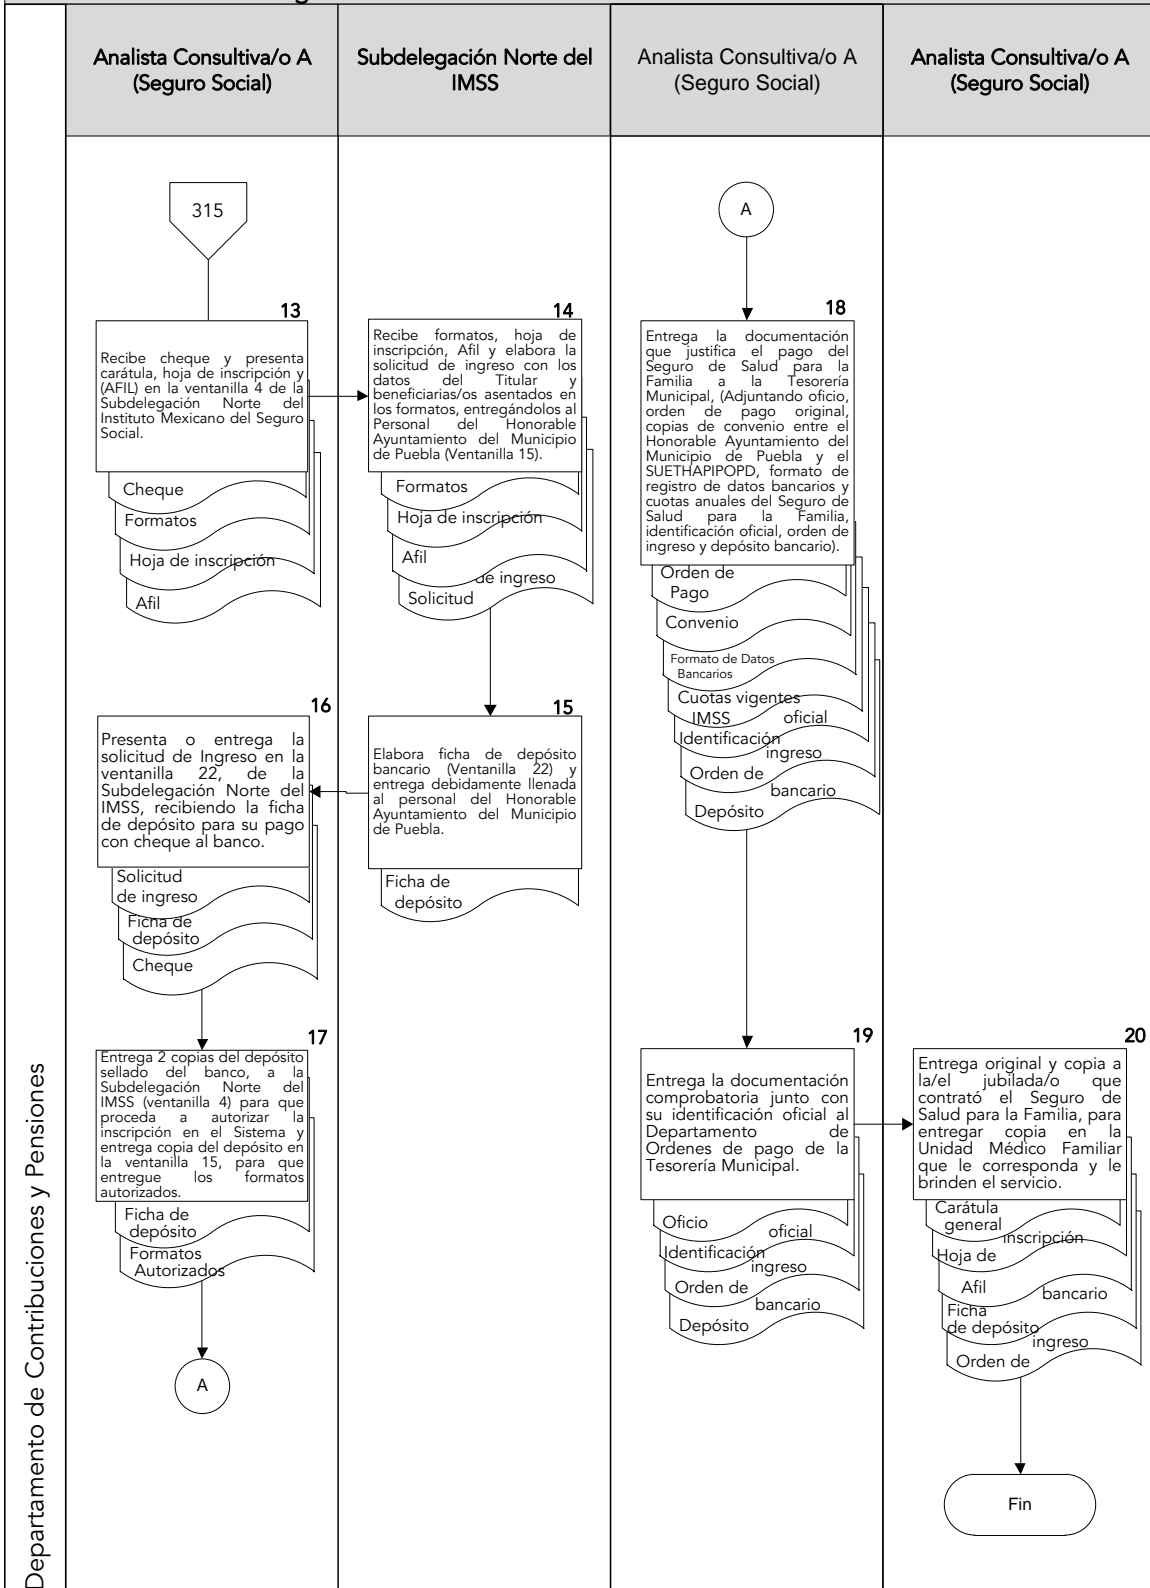 Analista Consultiva/o A
(Seguro Social)
Subdelegación Norte del
IMSS
Analista Consultiva/o A
(Seguro Social)
Analista Consultiva/o A
(Seguro Social)
Departamento de Contribuciones y Pensiones
315
13
Recibe cheque y presenta
carátula, hoja de inscripción y
(AFIL) en la ventanilla 4 de la
Subdelegación Norte del
Instituto Mexicano del Seguro
Social.
Cheque
Formatos
Hoja de inscripción
Afil
14
Recibe formatos, hoja de
inscripción, Afil y elabora la
solicitud de ingreso con los
datos del Titular y
beneficiarias/os asentados en
los formatos, entregándolos al
Personal del Honorable
Ayuntamiento del Municipio
de Puebla (Ventanilla 15).
Formatos
Hoja de inscripción
Afil
de ingreso
Solicitud
15
Elabora ficha de depósito
bancario (Ventanilla 22) y
entrega debidamente llenada
al personal del Honorable
Ayuntamiento del Municipio
de Puebla.
Ficha de
depósito
16
Presenta o entrega la
solicitud de Ingreso en la
ventanilla 22, de la
Subdelegación Norte del
IMSS, recibiendo la ficha
de depósito para su pago
con cheque al banco.
Solicitud
de ingreso
Ficha de
depósito
Cheque
17
Entrega 2 copias del depósito
sellado del banco, a la
Subdelegación Norte del
IMSS (ventanilla 4) para que
proceda a autorizar la
inscripción en el Sistema y
entrega copia del depósito en
la ventanilla 15, para que
entregue los formatos
autorizados.
Ficha de
depósito
Formatos
Autorizados
A
A
18
Entrega la documentación
que justifica el pago del
Seguro de Salud para la
Familia a la Tesorería
Municipal, (Adjuntando oficio,
orden de pago original,
copias de convenio entre el
Honorable Ayuntamiento del
Municipio de Puebla y el
SUETHAPIPOPD, formato de
registro de datos bancarios y
cuotas anuales del Seguro de
Salud para la Familia,
identificación oficial, orden de
ingreso y depósito bancario).
Orden de
Pago
Convenio
Formato de Datos
Bancarios
Cuotas vigentes
IMSS
oficial
Identificación
ingreso
Orden de
bancario
Depósito
19
Entrega la documentación
comprobatoria junto con
su identificación oficial al
Departamento de
Ordenes de pago de la
Tesorería Municipal.
Oficio
oficial
Identificación
ingreso
Orden de
bancario
Depósito
20
Entrega original y copia a
la/el jubilada/o que
contrató el Seguro de
Salud para la Familia, para
entregar copia en la
Unidad Médico Familiar
que le corresponda y le
brinden el servicio.
Carátula
general
inscripción
Hoja de
Afil
bancario
Ficha
de depósito
ingreso
Orden de
Fin